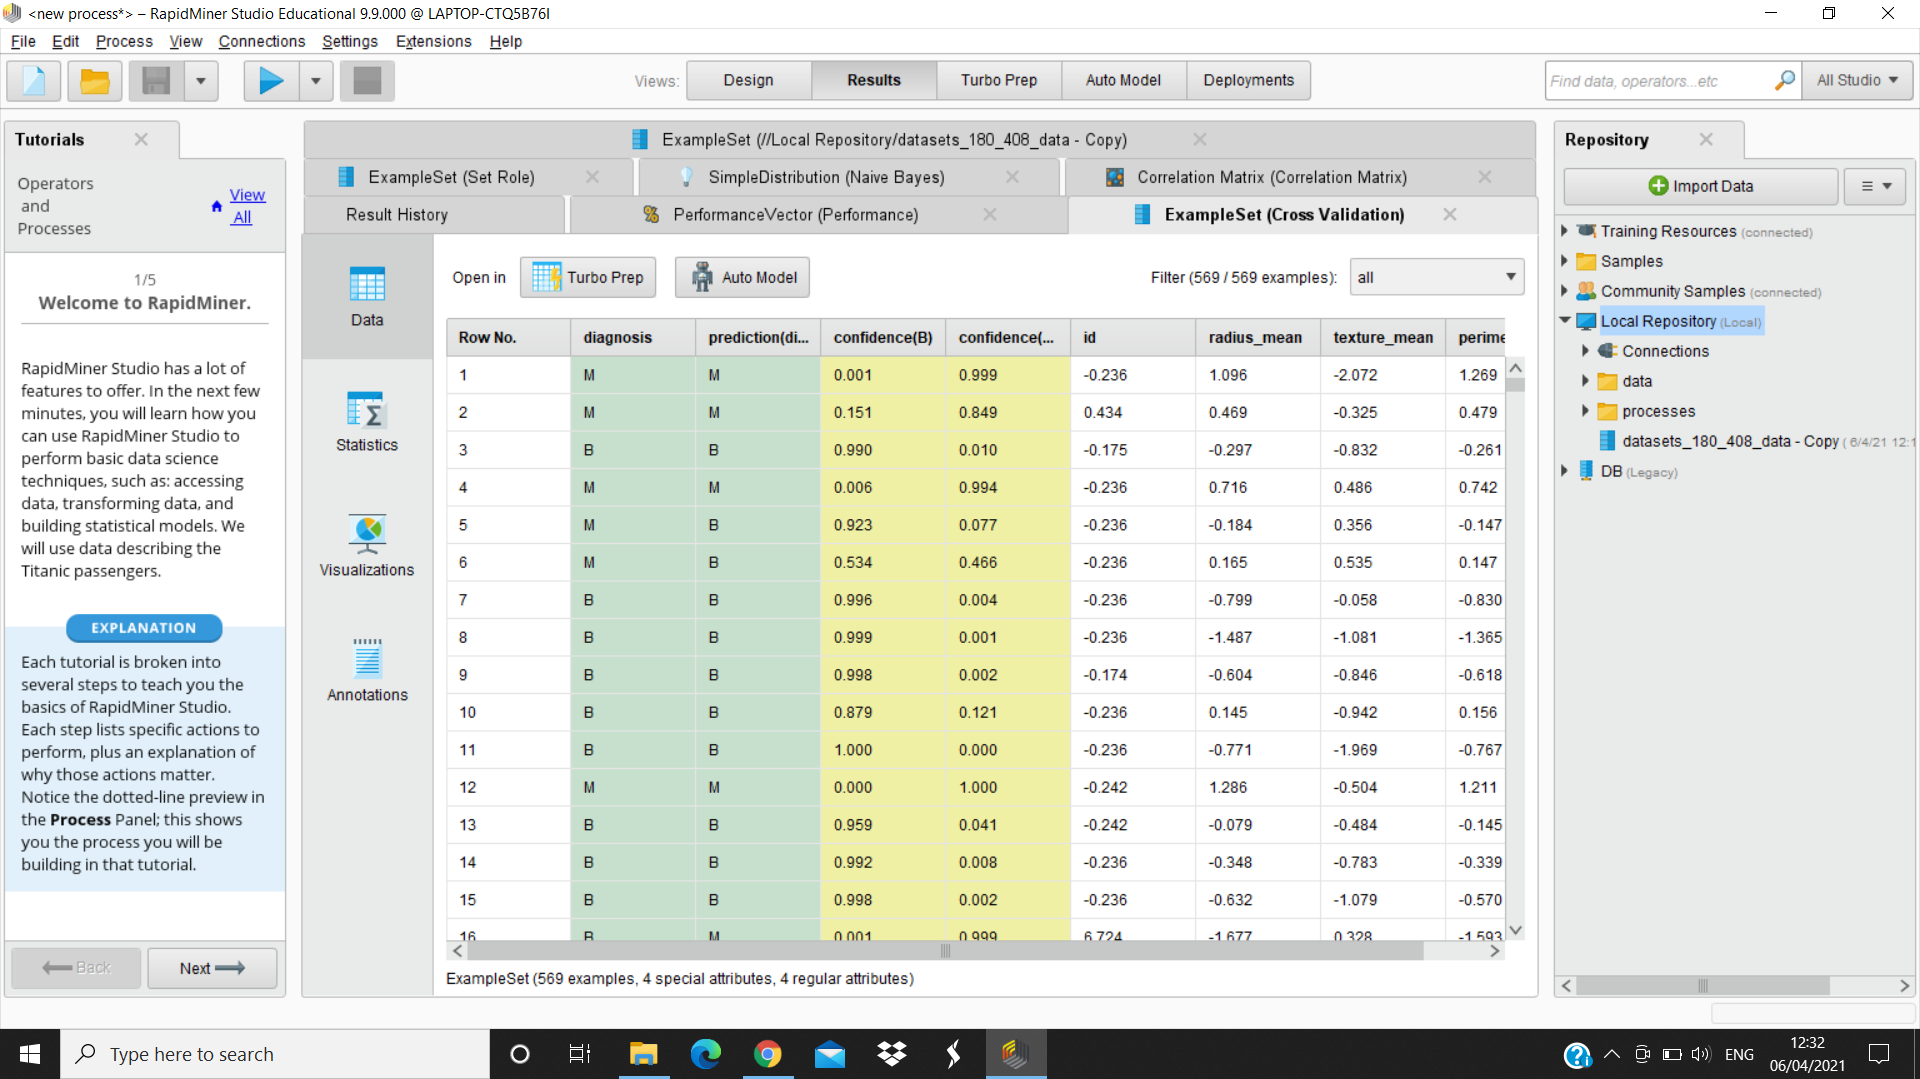 <new process*> – RapidMiner Studio Educational 9.9.000 @ LAPTOP-CTQ5B76I
File Edit Process View Connections Settings Extensions Help
Views: Design Results Turbo Prep Auto Model Deployments
Find data, operators...etc
All Studio
Tutorials
Operators
and
Processes
View
All
1/5
Welcome to RapidMiner.
RapidMiner Studio has a lot of
features to offer. In the next few
minutes, you will learn how you
can use RapidMiner Studio to
perform basic data science
techniques, such as: accessing
data, transforming data, and
building statistical models. We
will use data describing the
Titanic passengers.
EXPLANATION
Each tutorial is broken into
several steps to teach you the
basics of RapidMiner Studio.
Each step lists specific actions to
perform, plus an explanation of
why those actions matter.
Notice the dotted-line preview in
the Process Panel; this shows
you the process you will be
building in that tutorial.
Back
Next
ExampleSet (//Local Repository/datasets_180_408_data - Copy)
ExampleSet (Set Role) SimpleDistribution (Naive Bayes) Correlation Matrix (Correlation Matrix)
Result History PerformanceVector (Performance) ExampleSet (Cross Validation)
Data
Statistics
Visualizations
Annotations
Open in Turbo Prep Auto Model Filter (569 / 569 examples): all
Row No. diagnosis prediction(di... confidence(B) confidence(... id radius_mean texture_mean perime
1 M M 0.001 0.999 -0.236 1.096 -2.072 1.269
2 M M 0.151 0.849 0.434 0.469 -0.325 0.479
3 B B 0.990 0.010 -0.175 -0.297 -0.832 -0.261
4 M M 0.006 0.994 -0.236 0.716 0.486 0.742
5 M B 0.923 0.077 -0.236 -0.184 0.356 -0.147
6 M B 0.534 0.466 -0.236 0.165 0.535 0.147
7 B B 0.996 0.004 -0.236 -0.799 -0.058 -0.830
8 B B 0.999 0.001 -0.236 -1.487 -1.081 -1.365
9 B B 0.998 0.002 -0.174 -0.604 -0.846 -0.618
10 B B 0.879 0.121 -0.236 0.145 -0.942 0.156
11 B B 1.000 0.000 -0.236 -0.771 -1.969 -0.767
12 M M 0.000 1.000 -0.242 1.286 -0.504 1.211
13 B B 0.959 0.041 -0.242 -0.079 -0.484 -0.145
14 B B 0.992 0.008 -0.236 -0.348 -0.783 -0.339
15 B B 0.998 0.002 -0.236 -0.632 -1.079 -0.570
16 B M 0.001 0.999 6.724 -1.677 0.328 -1.593
ExampleSet (569 examples, 4 special attributes, 4 regular attributes)
Repository
Import Data
Training Resources (connected)
Samples
Community Samples (connected)
Local Repository (Local)
Connections
data
processes
datasets_180_408_data - Copy ( 6/4/21 12:1
DB (Legacy)
Type here to search
ENG
12:32
06/04/2021